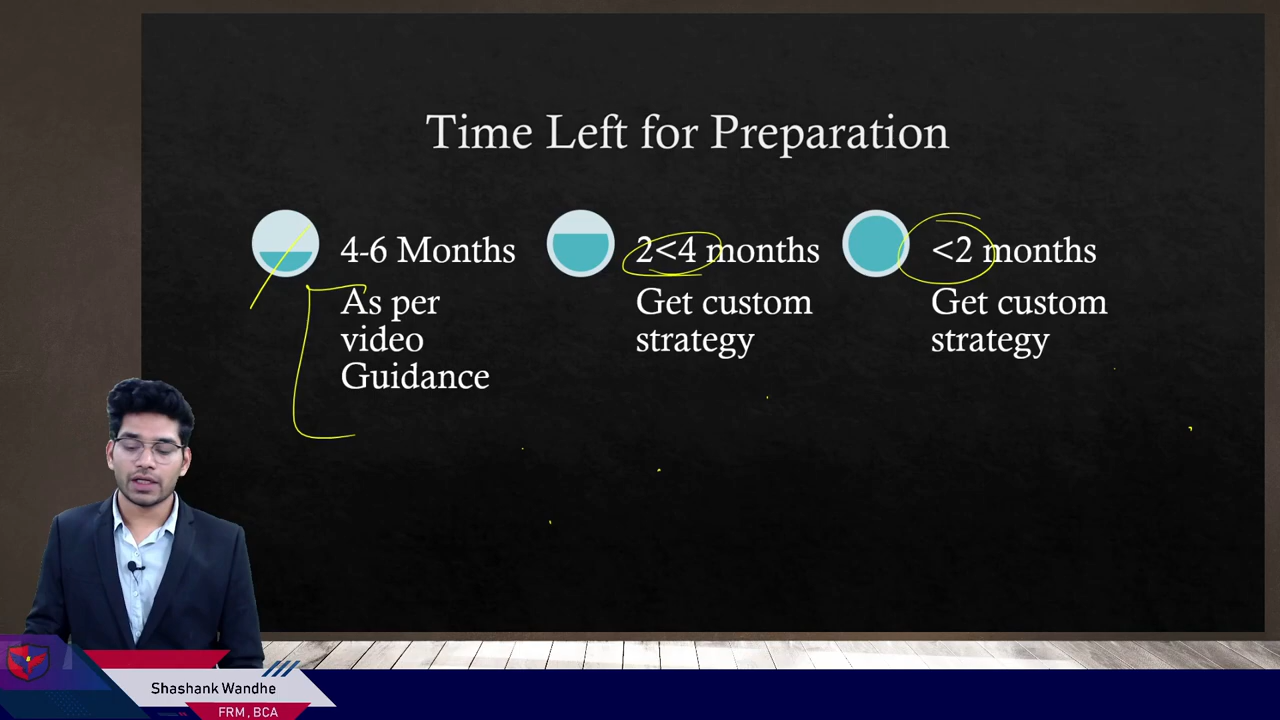 Time Left for Preparation
4-6 Months
As per
video
Guidance
2<4 months
Get custom
strategy
<2 months
Get custom
strategy
Shashank Wandhe
FRM, BCA